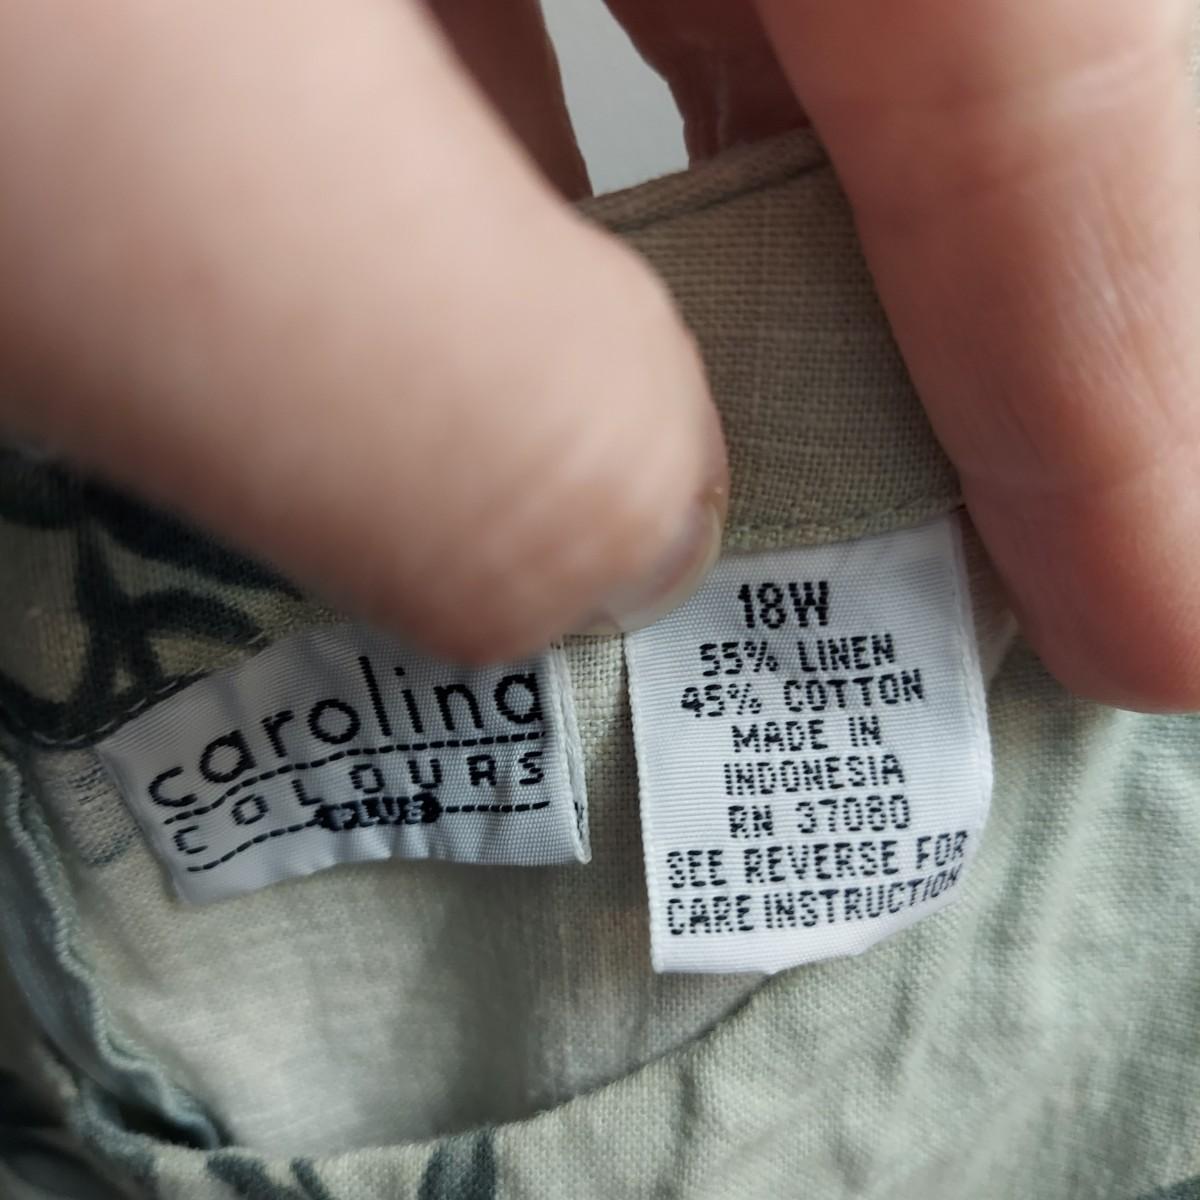 carolina
COLOURS
PLUS
18W
55% LINEN
45% COTTON
MADE IN
INDONESIA
RN 37080
SEE REVERSE FOR
CARE INSTRUCTION